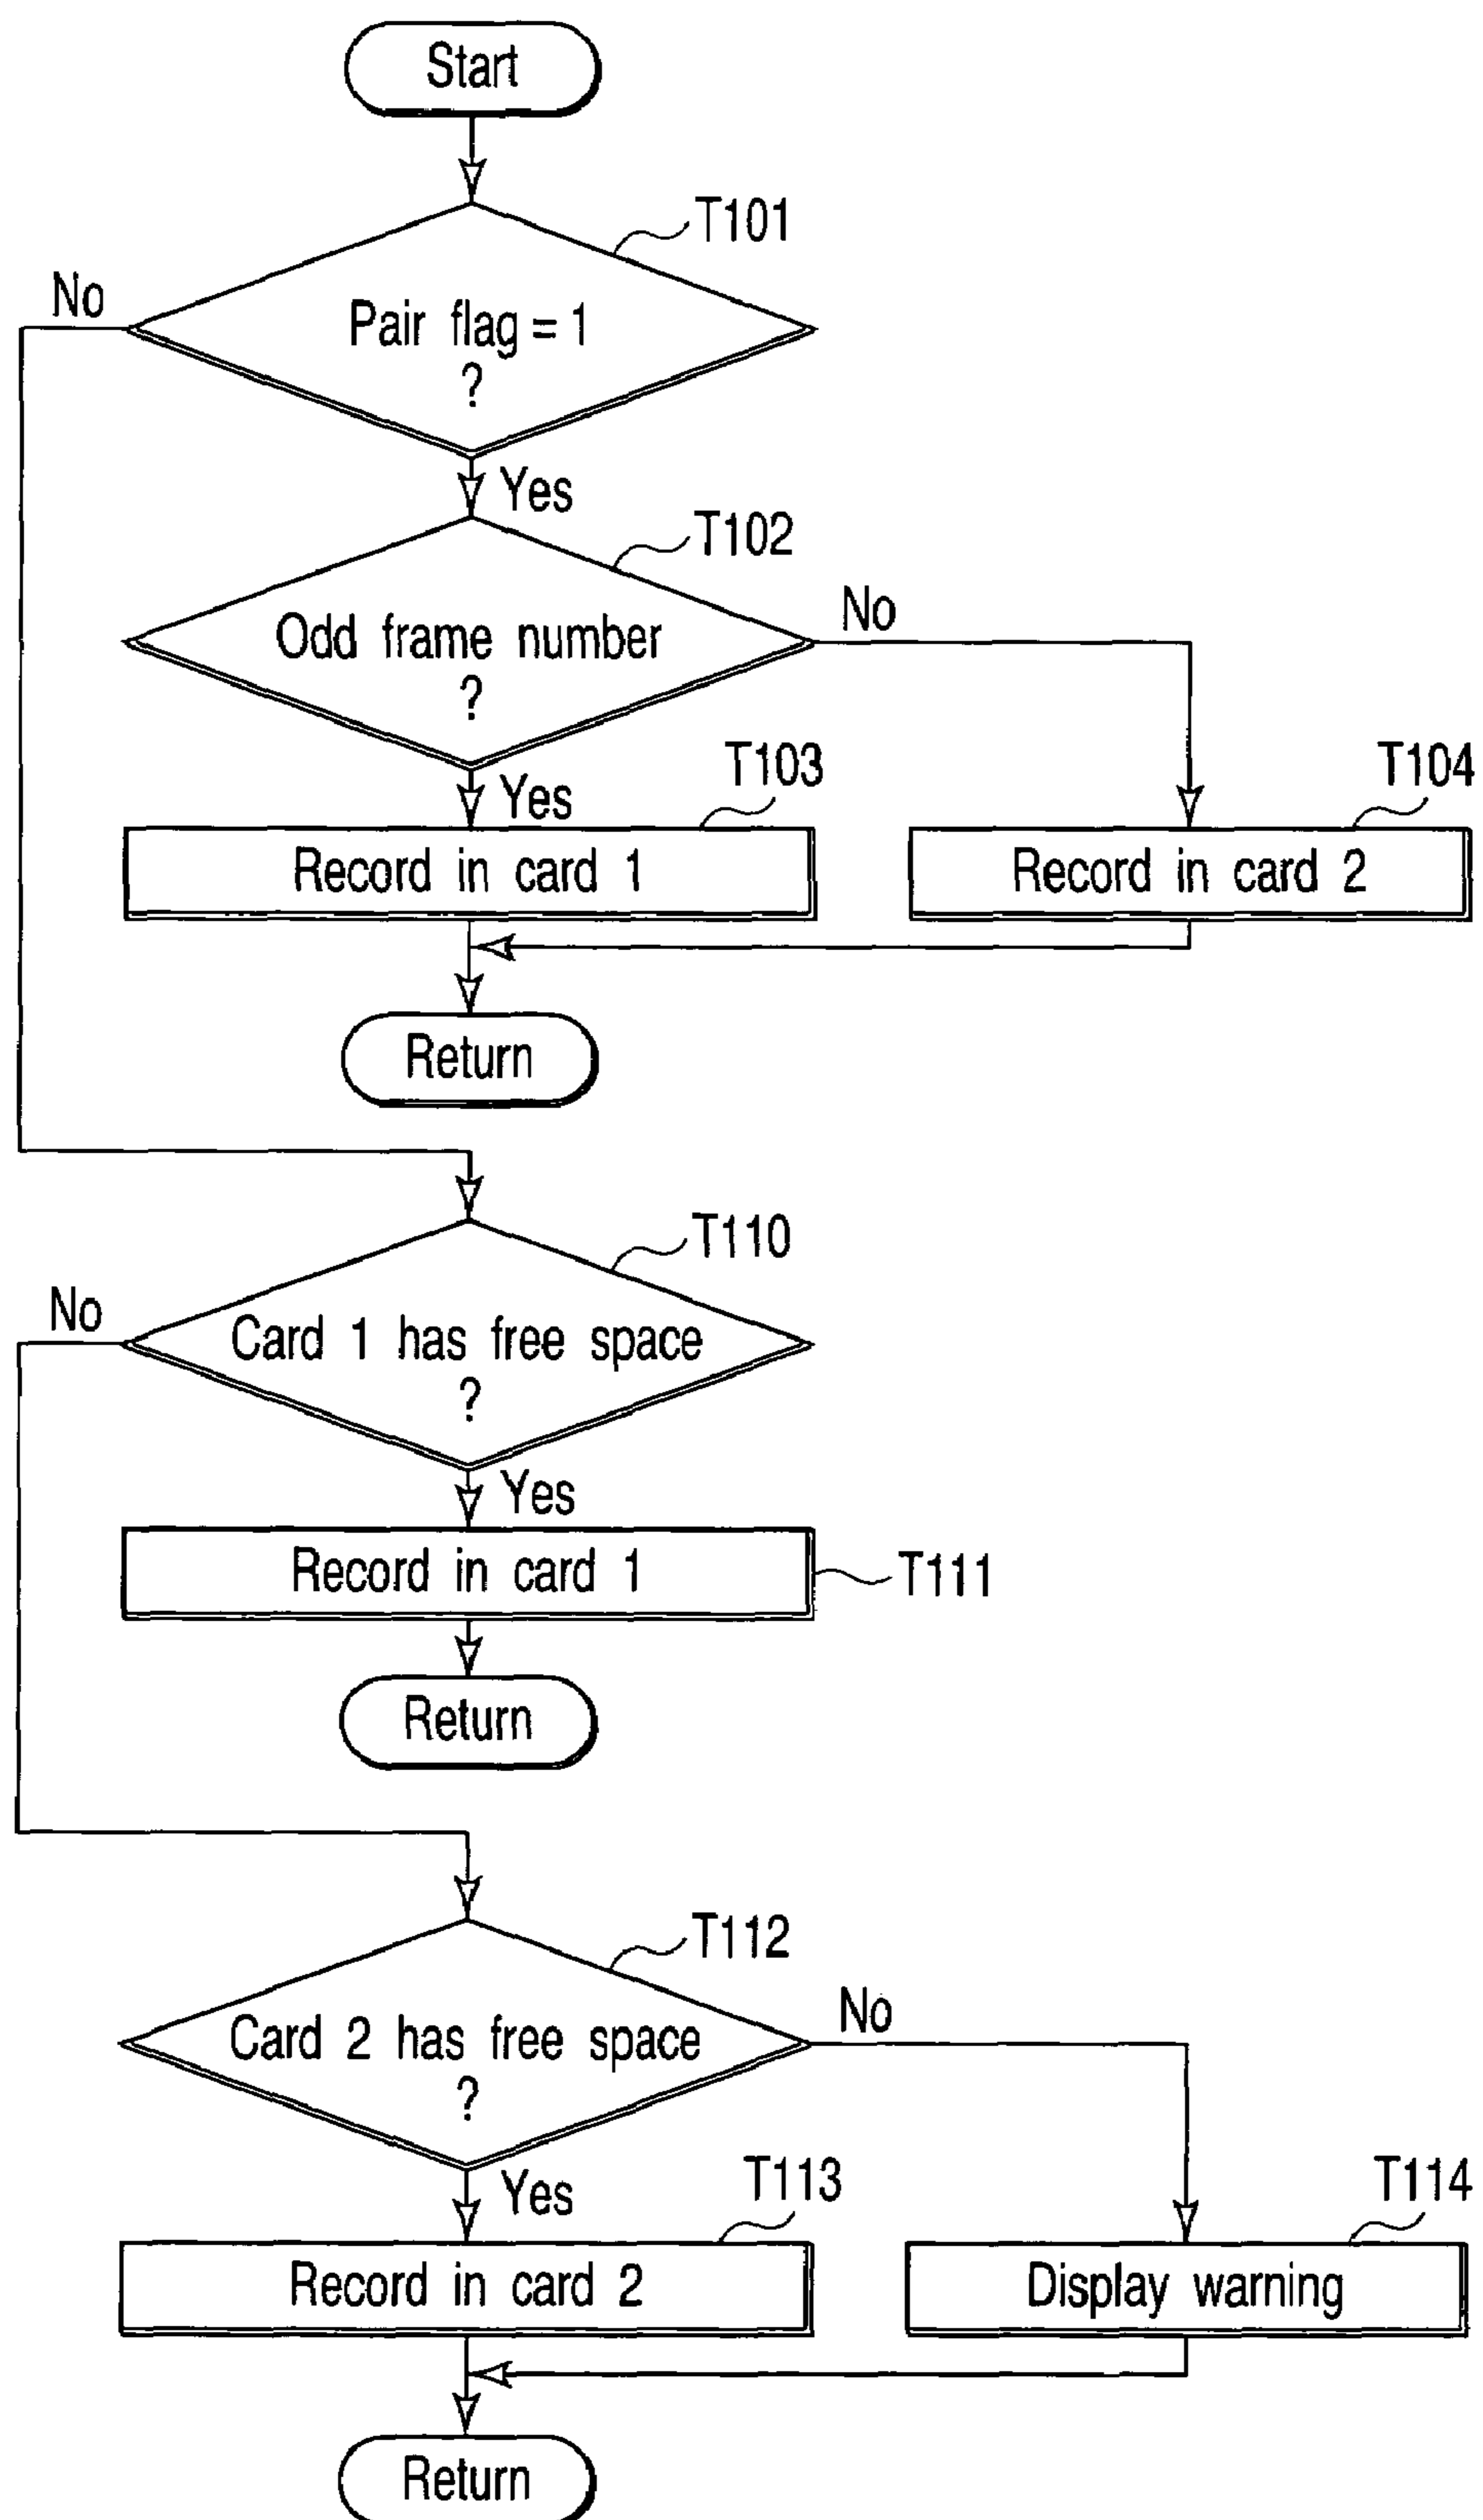 Start
T101
No
Pair flag = 1
?
Yes
T102
No
Odd frame number
?
T103
T104
Yes
Record in card 1
Record in card 2
Return
T110
No
Card 1 has free space
?
Yes
Record in card 1
T111
Return
T112
No
Card 2 has free space
?
T113
T114
Yes
Record in card 2
Display warning
Return